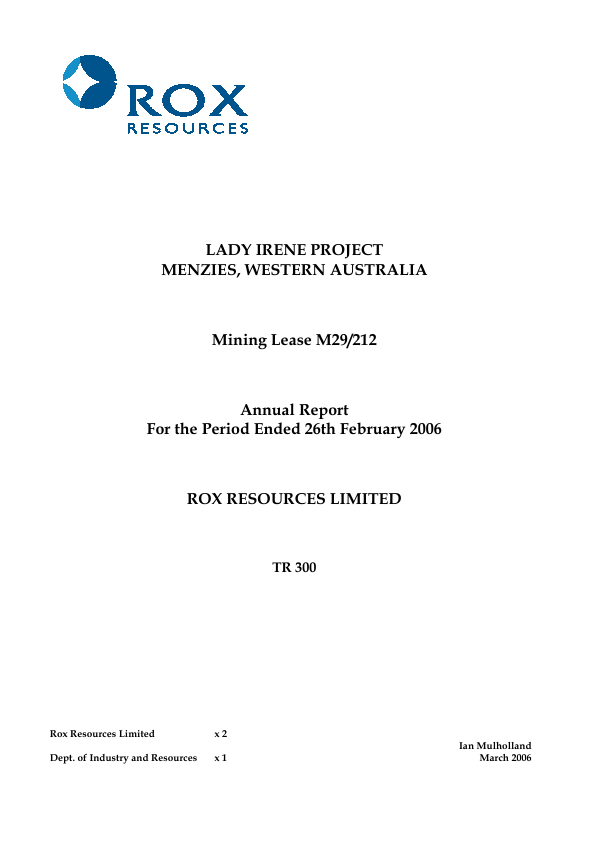 ROX
RESOURCES
LADY IRENE PROJECT
MENZIES, WESTERN AUSTRALIA
Mining Lease M29/212
Annual Report
For the Period Ended 26th February 2006
ROX RESOURCES LIMITED
TR 300
Rox Resources Limited x 2
Dept. of Industry and Resources x 1
Ian Mulholland
March 2006